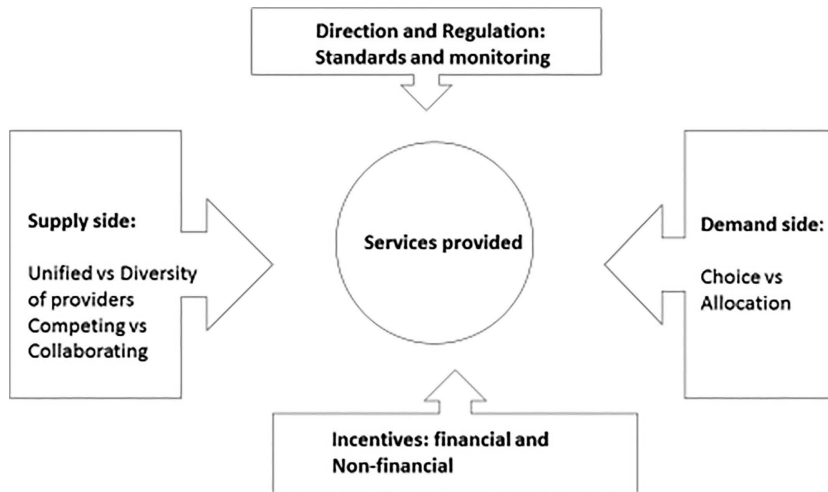 Direction and Regulation:
Standards and monitoring
Supply side:
Unified vs Diversity
of providers
Competing vs
Collaborating
Services provided
Demand side:
Choice vs
Allocation
Incentives: financial and
Non-financial